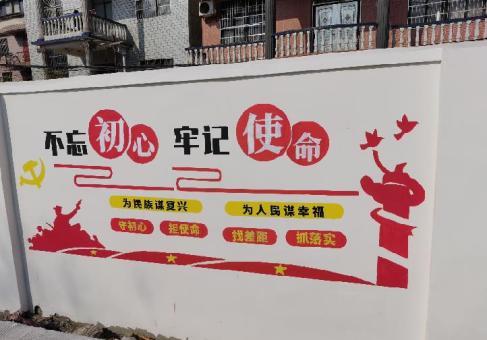 不忘初心 牢记使命
为民族谋复兴 为人民谋幸福
守初心 担使命 找差距 抓落实